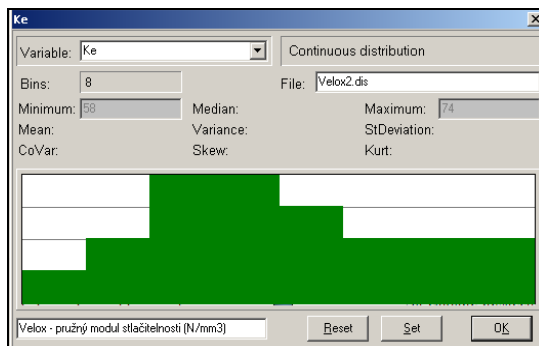 Ke
Variable: Ke Continuous distribution
Bins: 8 File: Velox2.dis
Minimum: 58 Median: Maximum: 74
Mean: Variance: StDeviation:
CoVar: Skew: Kurt:
Velox - pružný modul stlačitelnosti (N/mm3) Reset Set OK